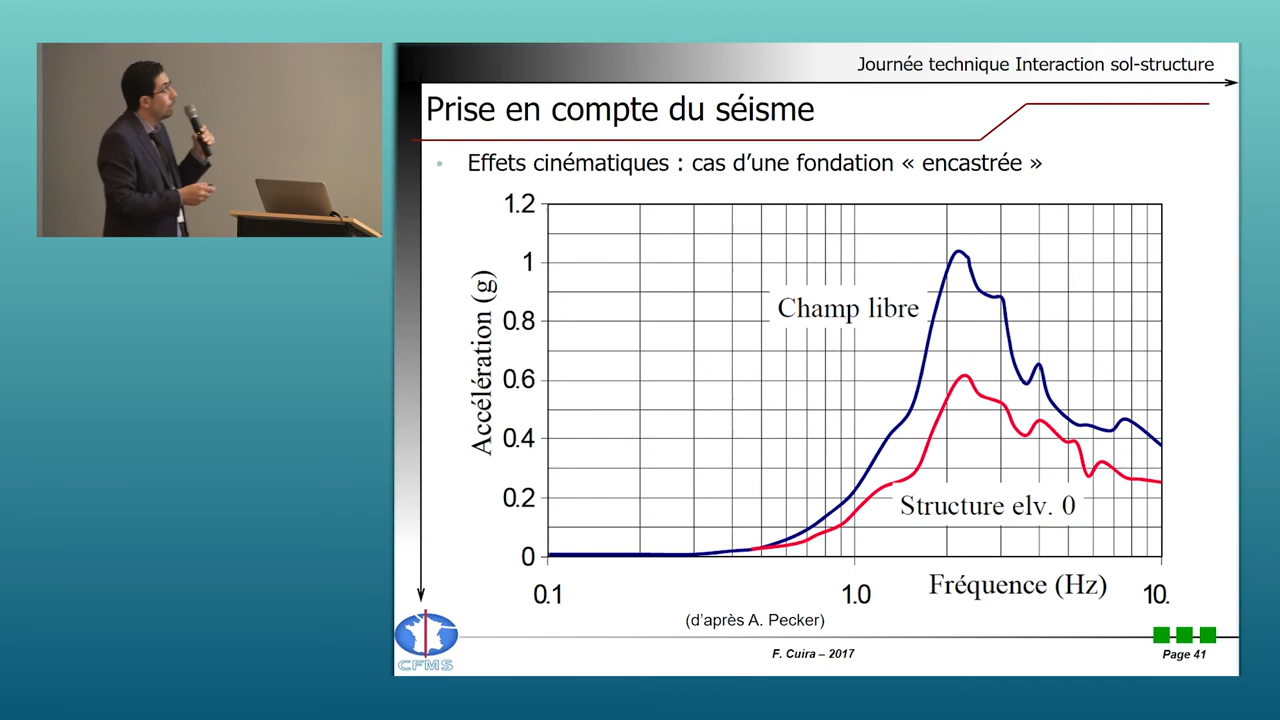 Journée technique Interaction sol-structure
Prise en compte du séisme
• Effets cinématiques : cas d’une fondation « encastrée »
1.2
1
0.8
0.6
0.4
0.2
0
Accélération (g)
Champ libre
Structure elv. 0
0.1
1.0
10.
Fréquence (Hz)
(d’après A. Pecker)
CFMS
F. Cuira – 2017
Page 41